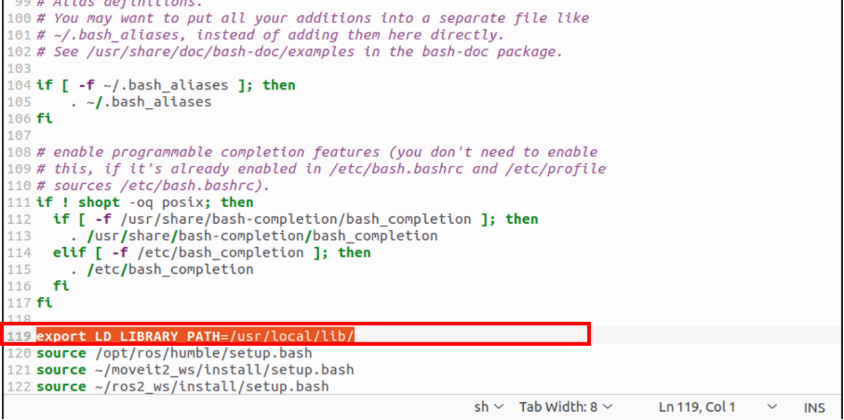 99 # Alias definitions.
100 # You may want to put all your additions into a separate file like
101 # ~/.bash_aliases, instead of adding them here directly.
102 # See /usr/share/doc/bash-doc/examples in the bash-doc package.
103
104 if [ -f ~/.bash_aliases ]; then
105     . ~/.bash_aliases
106 fi
107
108 # enable programmable completion features (you don't need to enable
109 # this, if it's already enabled in /etc/bash.bashrc and /etc/profile
110 # sources /etc/bash.bashrc).
111 if ! shopt -oq posix; then
112   if [ -f /usr/share/bash-completion/bash_completion ]; then
113     . /usr/share/bash-completion/bash_completion
114   elif [ -f /etc/bash_completion ]; then
115     . /etc/bash_completion
116   fi
117 fi
118
119 export LD_LIBRARY_PATH=/usr/local/lib/
120 source /opt/ros/humble/setup.bash
121 source ~/moveit2_ws/install/setup.bash
122 source ~/ros2_ws/install/setup.bash
sh Tab Width: 8 Ln 119, Col 1 INS